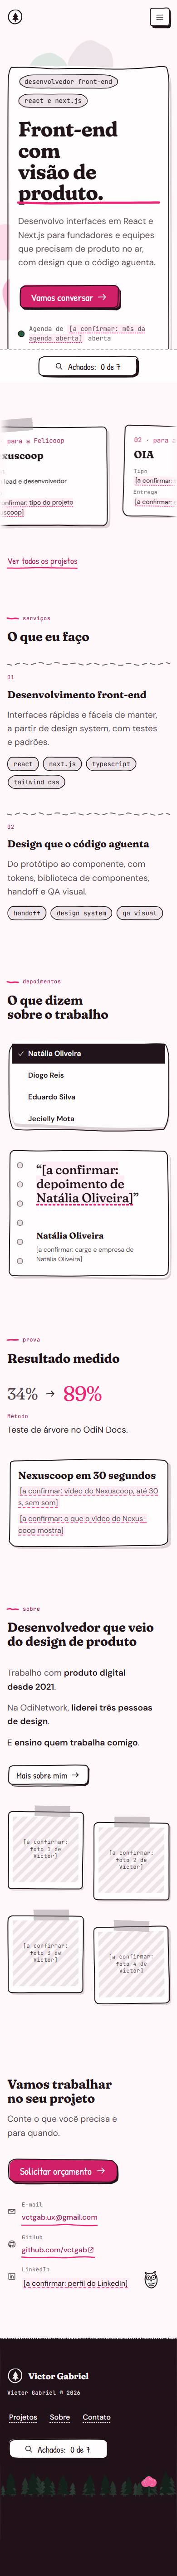 desenvolvedor front-end
react e next.js
Front-end
com
visão de
produto.
Desenvolvo interfaces em React e
Next.js para fundadores e equipes
que precisam de produto no ar,
com design que o código aguenta.
Vamos conversar
Agenda de [a confirmar: mês da
agenda aberta] aberta
Achados: 0 de 7
para a Felicoop
xuscoop
lead e desenvolvedor
onfirmar: tipo do projeto
scoop]
02 · para a
OIA
Tipo
[a confirmar:
Entrega
[a confirmar:
Ver todos os projetos
serviços
O que eu faço
01
Desenvolvimento front-end
Interfaces rápidas e fáceis de manter,
a partir de design system, com testes
e padrões.
react
next.js
typescript
tailwind css
02
Design que o código aguenta
Do protótipo ao componente, com
tokens, biblioteca de componentes,
handoff e QA visual.
handoff
design system
qa visual
depoimentos
O que dizem
sobre o trabalho
Natália Oliveira
Diogo Reis
Eduardo Silva
Jecielly Mota
“[a confirmar:
depoimento de
Natália Oliveira]”
Natália Oliveira
[a confirmar: cargo e empresa de
Natália Oliveira]
prova
Resultado medido
34% → 89%
Método
Teste de árvore no OdiN Docs.
Nexuscoop em 30 segundos
[a confirmar: vídeo do Nexuscoop, até 30
s, sem som]
[a confirmar: o que o vídeo do Nexus-
coop mostra]
sobre
Desenvolvedor que veio
do design de produto
Trabalho com produto digital
desde 2021.
Na OdiNetwork, liderei três pessoas
de design.
E ensino quem trabalha comigo.
Mais sobre mim
[a confirmar:
foto 1 de
Victor]
[a confirmar:
foto 2 de
Victor]
[a confirmar:
foto 3 de
Victor]
[a confirmar:
foto 4 de
Victor]
Vamos trabalhar
no seu projeto
Conte o que você precisa e
para quando.
Solicitar orçamento
E-mail
vctgab.ux@gmail.com
GitHub
github.com/vctgab
LinkedIn
[a confirmar: perfil do LinkedIn]
Victor Gabriel
Victor Gabriel © 2026
Projetos
Sobre
Contato
Achados: 0 de 7